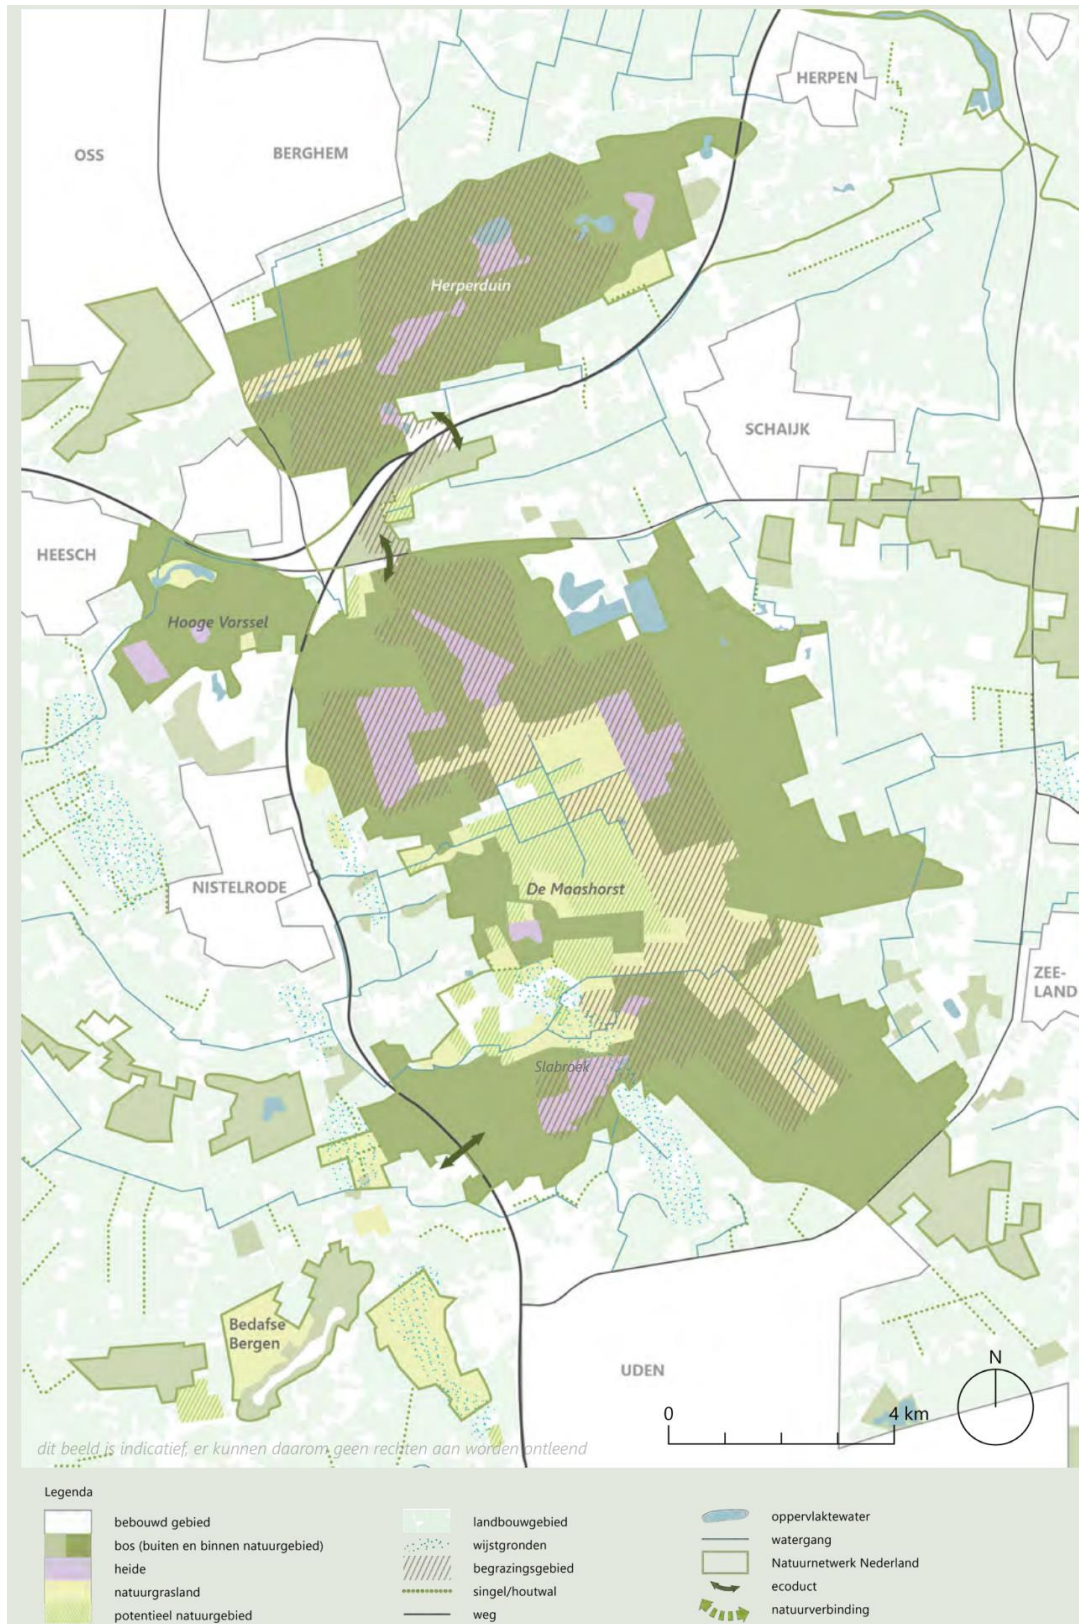 HERPEN
OSS
BERGHEM
Herperduin
SCHAIJK
HEESCH
Hooge Vorssel
NISTELRODE
De Maashorst
ZEE-
LAND
Slabroek
Bedafse
Bergen
UDEN
N
0 4 km
dit beeld is indicatief, er kunnen daarom geen rechten aan worden ontleend
Legenda
bebouwd gebied
bos (buiten en binnen natuurgebied)
heide
natuurgrasland
potentieel natuurgebied
landbouwgebied
wijstgronden
begrazingsgebied
singel/houtwal
weg
oppervlaktewater
watergang
Natuurnetwerk Nederland
ecoduct
natuurverbinding